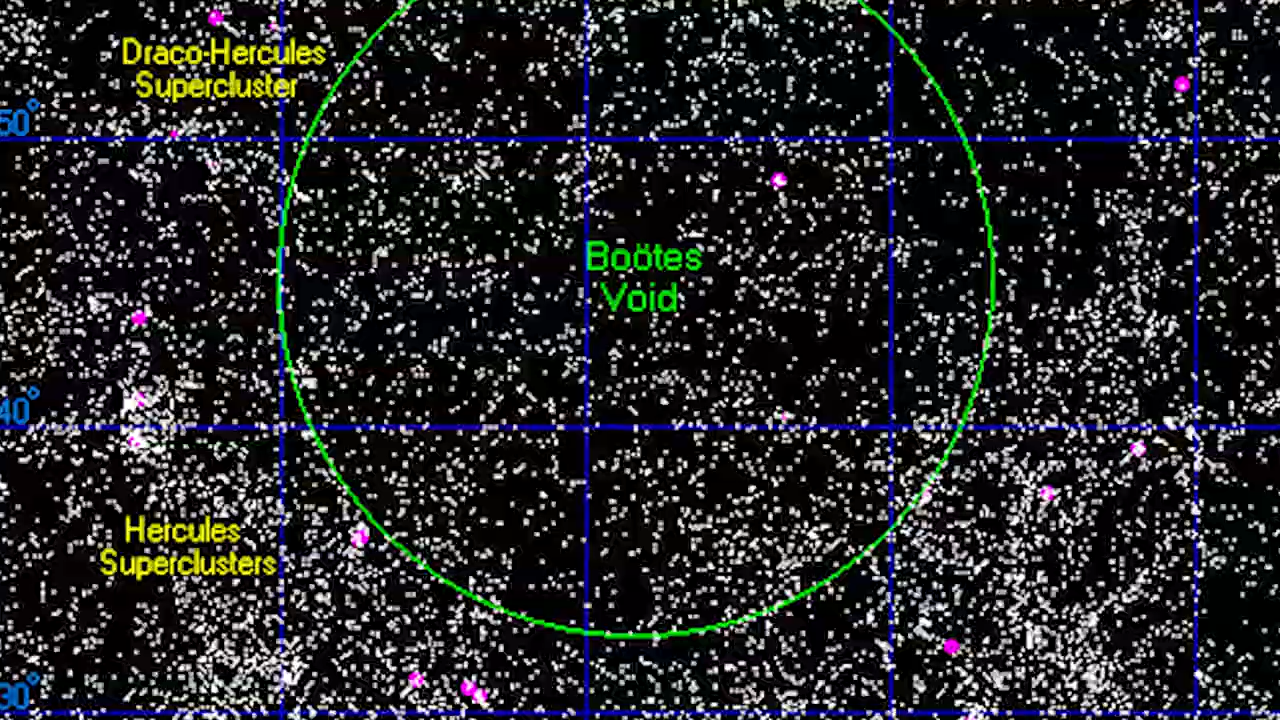 Draco-Hercules
Supercluster
50°
Boötes
Void
40°
Hercules
Superclusters
30°